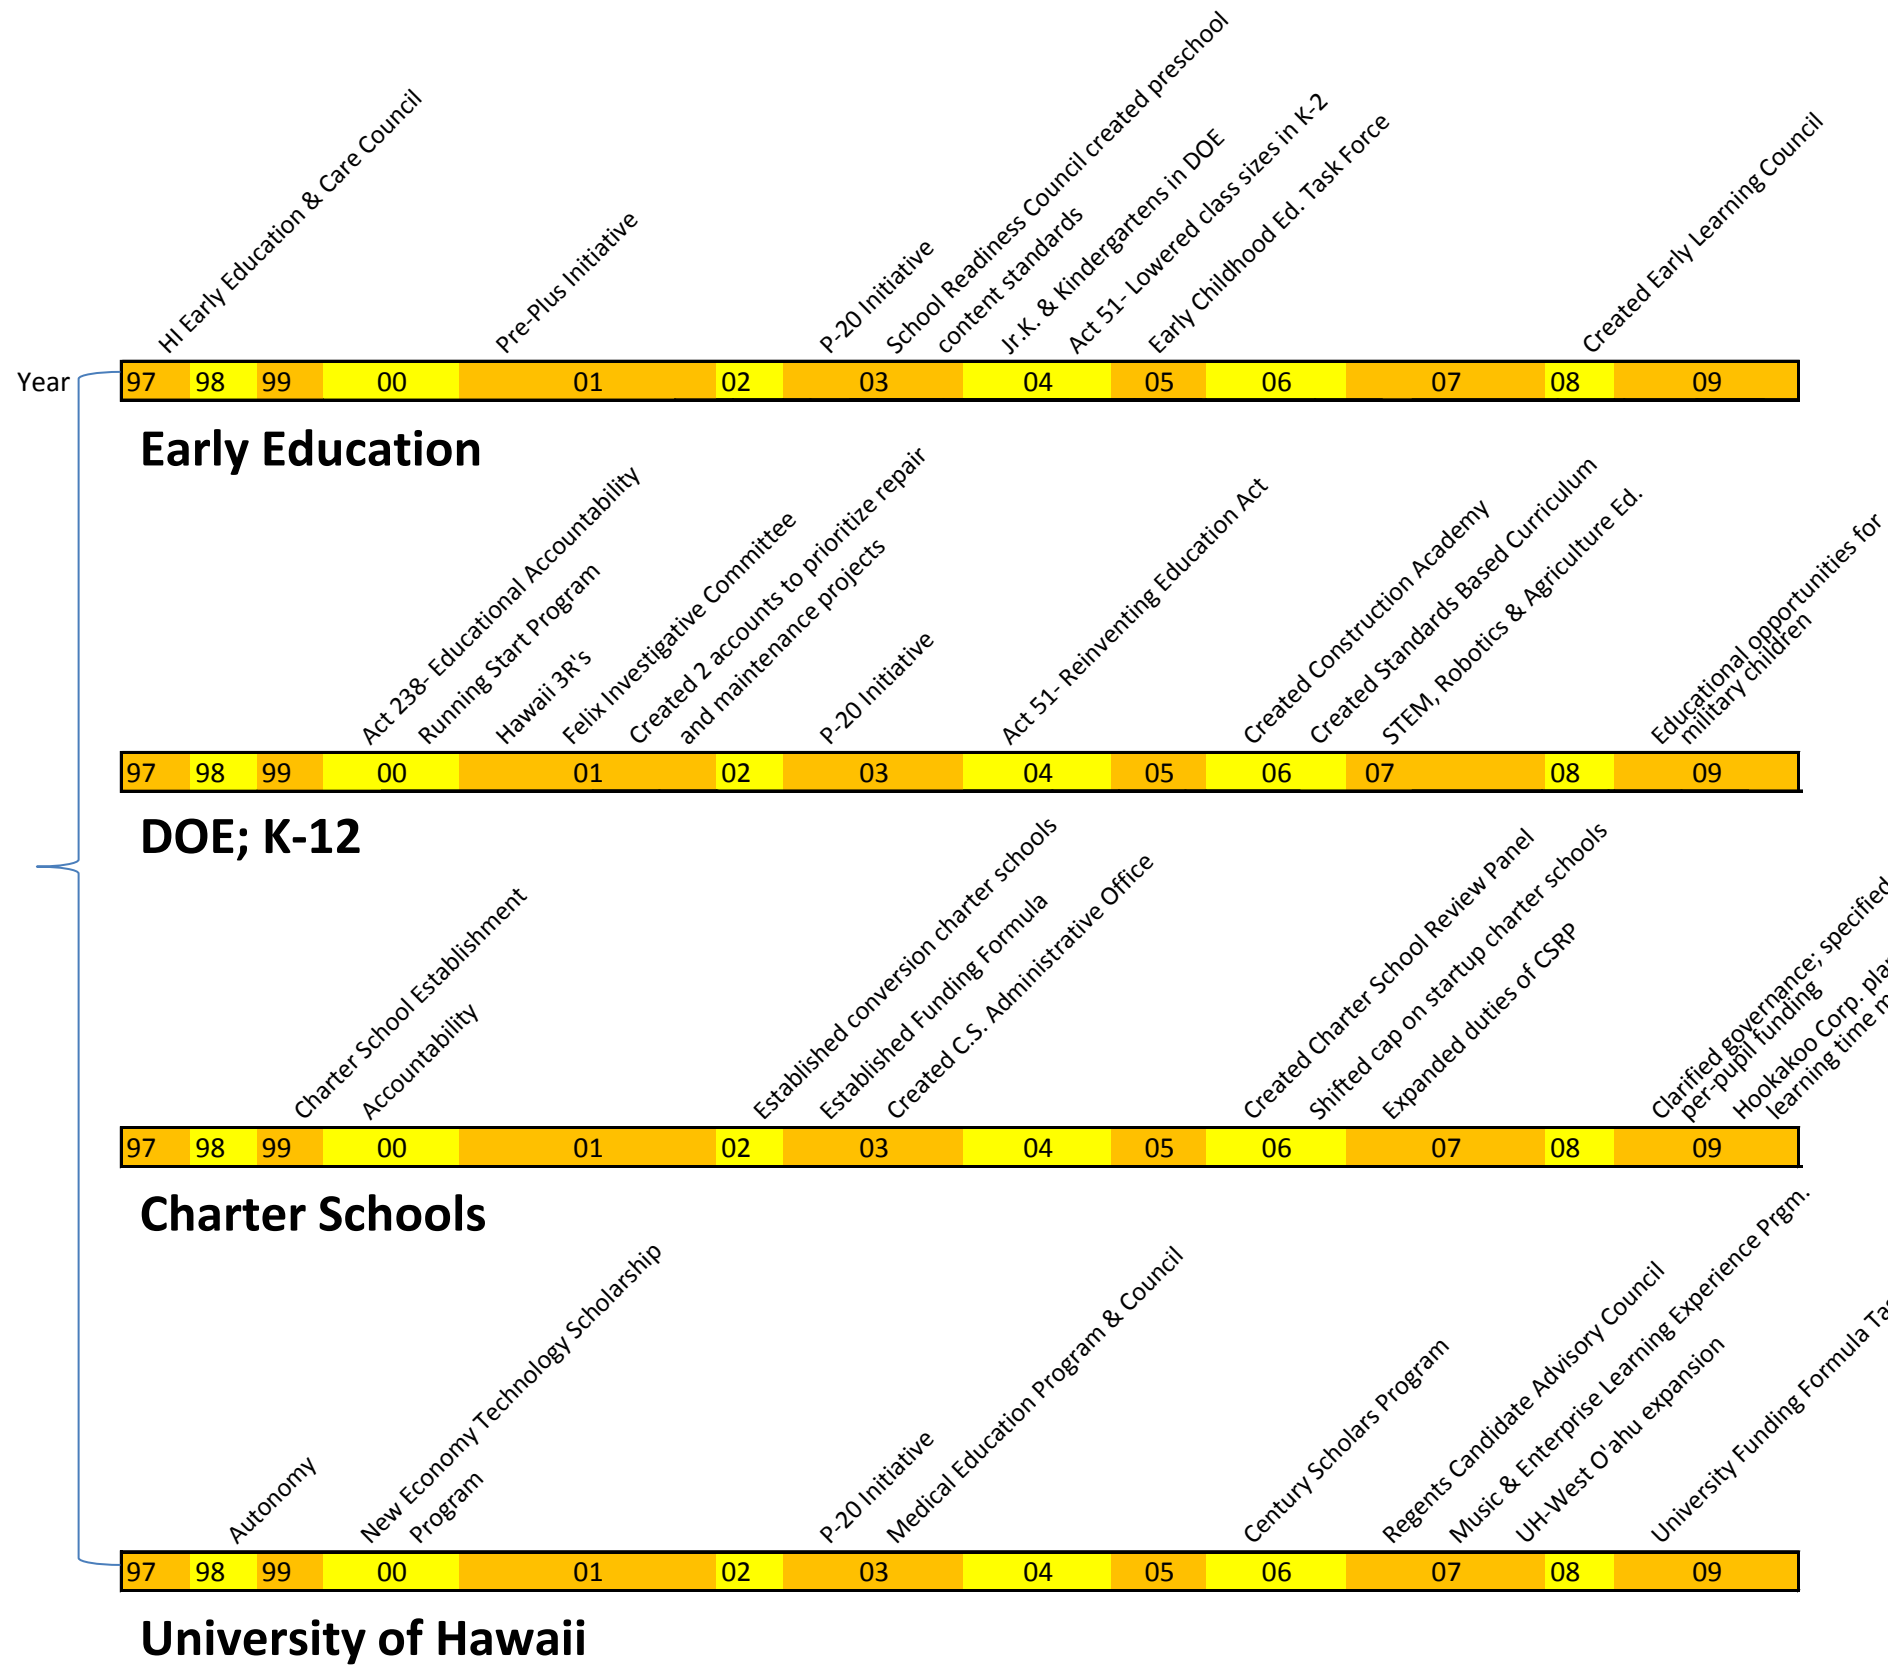 HI Early Education & Care Council
Pre-Plus Initiative
P-20 Initiative
School Readiness Council created preschool
content standards
Jr.K. & Kindergartens in DOE
Act 51- Lowered class sizes in K-2
Early Childhood Ed. Task Force
Created Early Learning Council
Year
97 98 99 00 01 02 03 04 05 06 07 08 09
Early Education
Act 238- Educational Accountability
Running Start Program
Hawaii 3R's
Felix Investigative Committee
Created 2 accounts to prioritize repair
and maintenance projects
P-20 Initiative
Act 51- Reinventing Education Act
Created Construction Academy
Created Standards Based Curriculum
STEM, Robotics & Agriculture Ed.
Educational opportunities for
military children
97 98 99 00 01 02 03 04 05 06 07 08 09
DOE; K-12
Charter School Establishment
Accountability
Established conversion charter schools
Established Funding Formula
Created C.S. Administrative Office
Created Charter School Review Panel
Shifted cap on startup charter schools
Expanded duties of CSRP
Clarified governance; specified
per-pupil funding
Hookakoo Corp.
learning time
97 98 99 00 01 02 03 04 05 06 07 08 09
Charter Schools
Autonomy
New Economy Technology Scholarship
Program
P-20 Initiative
Medical Education Program & Council
Century Scholars Program
Regents Candidate Advisory Council
Music & Enterprise Learning Experience Prgm.
UH-West O'ahu expansion
University Funding Formula
97 98 99 00 01 02 03 04 05 06 07 08 09
University of Hawaii